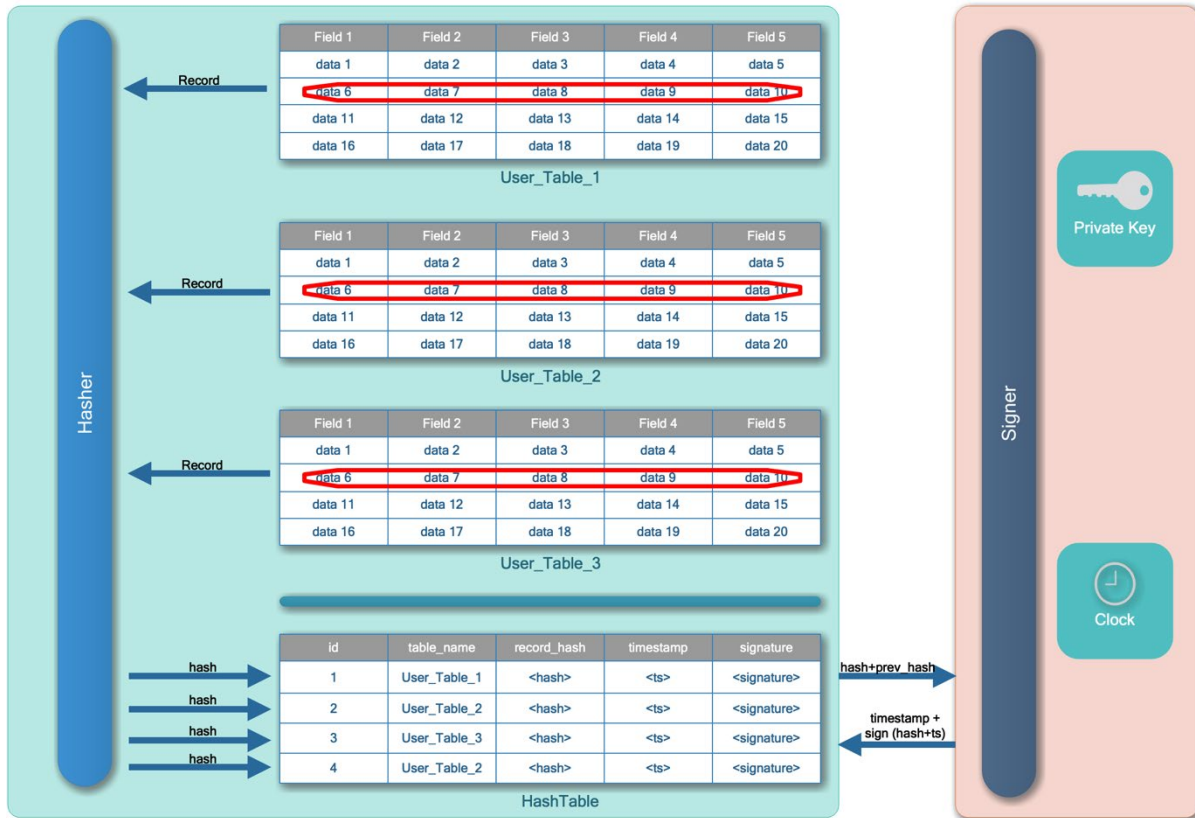 Hasher
Record
Field 1 Field 2 Field 3 Field 4 Field 5
data 1 data 2 data 3 data 4 data 5
data 6 data 7 data 8 data 9 data 10
data 11 data 12 data 13 data 14 data 15
data 16 data 17 data 18 data 19 data 20
User_Table_1
Record
Field 1 Field 2 Field 3 Field 4 Field 5
data 1 data 2 data 3 data 4 data 5
data 6 data 7 data 8 data 9 data 10
data 11 data 12 data 13 data 14 data 15
data 16 data 17 data 18 data 19 data 20
User_Table_2
Record
Field 1 Field 2 Field 3 Field 4 Field 5
data 1 data 2 data 3 data 4 data 5
data 6 data 7 data 8 data 9 data 10
data 11 data 12 data 13 data 14 data 15
data 16 data 17 data 18 data 19 data 20
User_Table_3
id table_name record_hash timestamp signature
hash
1 User_Table_1 <hash> <ts> <signature>
hash
2 User_Table_2 <hash> <ts> <signature>
hash
3 User_Table_3 <hash> <ts> <signature>
hash
4 User_Table_2 <hash> <ts> <signature>
HashTable
hash+prev_hash
timestamp +
sign (hash+ts)
Signer
Private Key
Clock